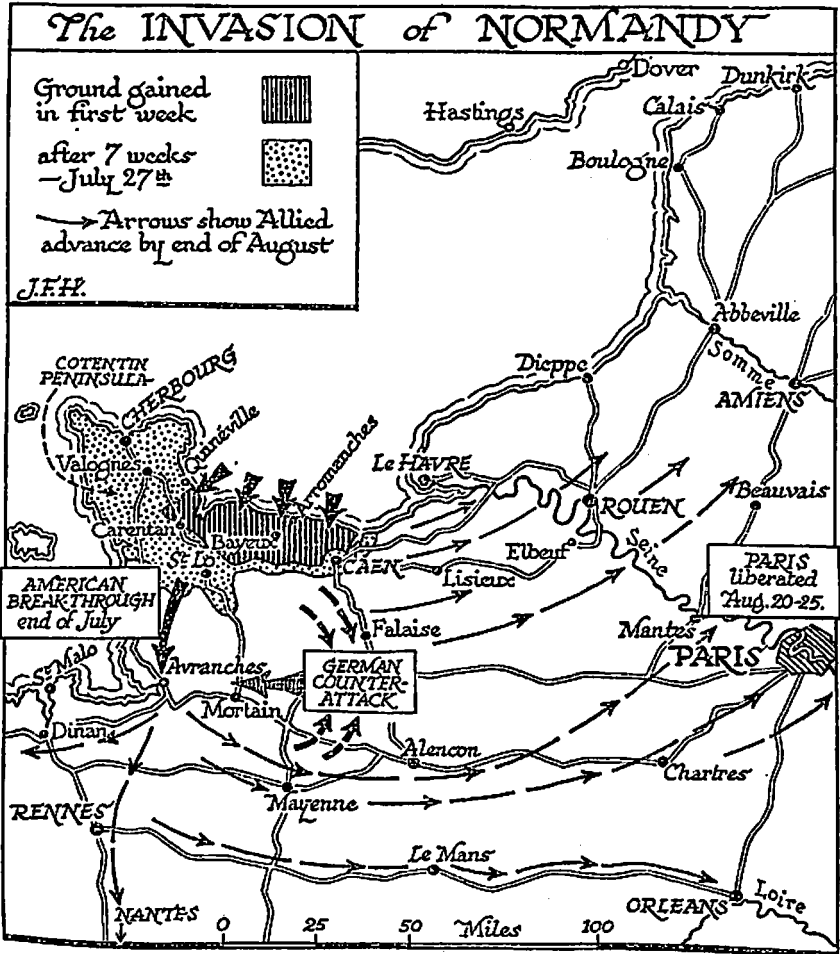 The INVASION of NORMANDY
Ground gained
in first week
after 7 weeks
—July 27th
Arrows show Allied
advance by end of August
J.F.H.
Dover
Dunkirk
Calais
Hastings
Boulogne
Abbeville
Somme
AMIENS
Dieppe
COTENTIN
PENINSULA
CHERBOURG
Quinéville
Arromanches
Valognes
Le HAVRE
ROUEN
Beauvais
Carentan
Bayeux
St Lo
CAEN
Elbeuf
Seine
Lisieux
AMERICAN
BREAK-THROUGH
end of July
PARIS
liberated
Aug. 20-25.
Falaise
Mantes
PARIS
St Malo
Avranches
GERMAN
COUNTER-
ATTACK
Mortain
Dinan
Alencon
Chartres
Mayenne
RENNES
Le Mans
ORLEANS
Loire
NANTES
0 25 50 Miles 100